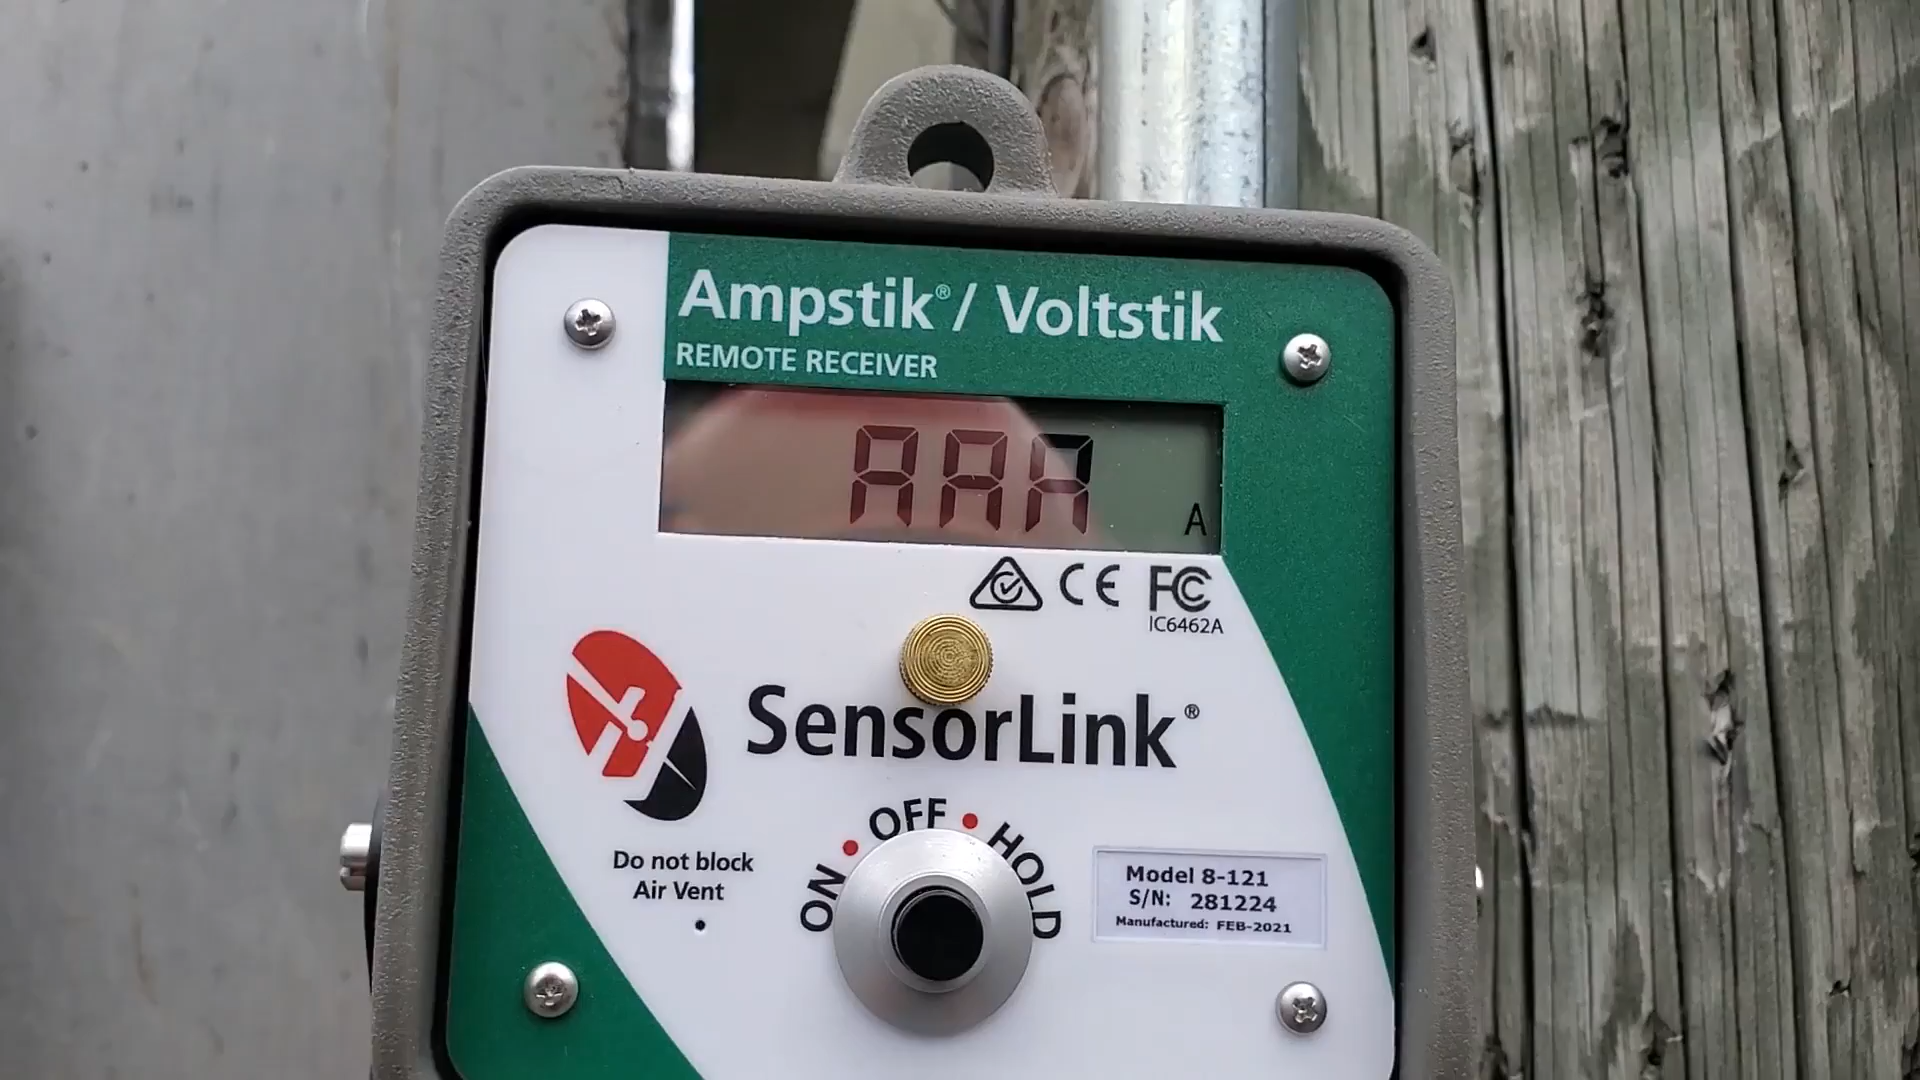 Ampstik® / Voltstik
REMOTE RECEIVER
A
CE FC
IC6462A
SensorLink®
ON • OFF • HOLD
Do not block
Air Vent
Model 8-121
S/N: 281224
Manufactured: FEB-2021